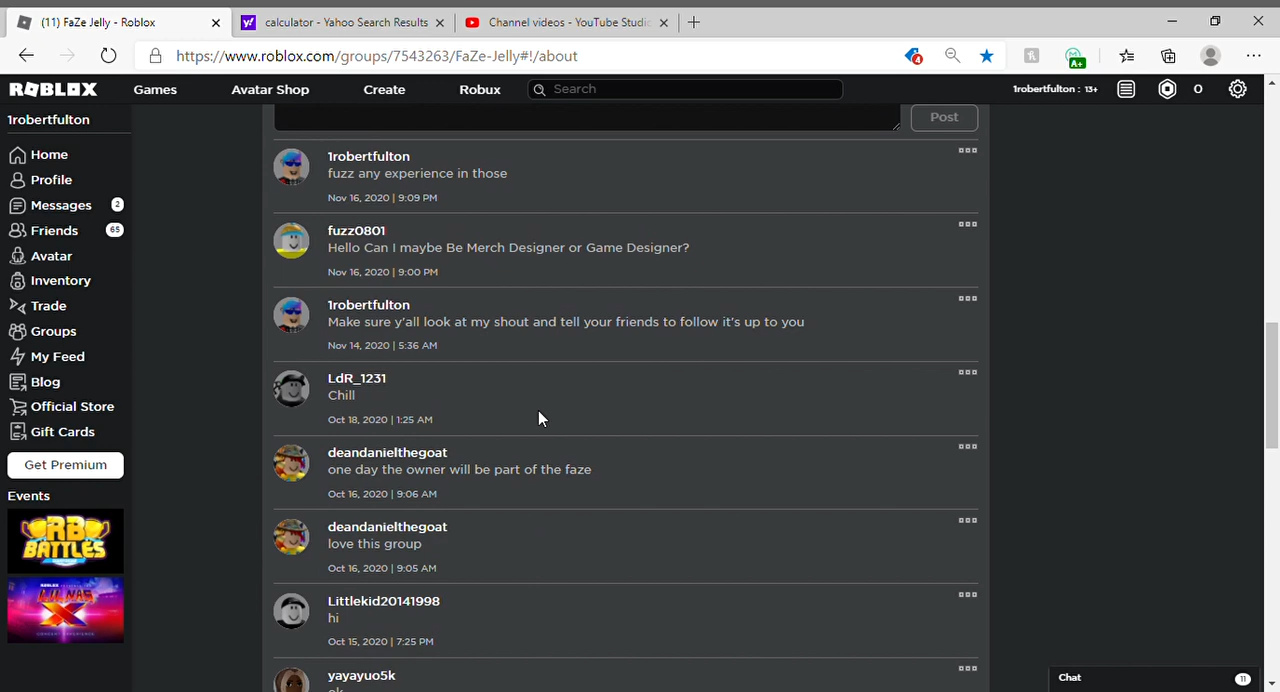 (11) FaZe Jelly - Roblox
calculator - Yahoo Search Results
Channel videos - YouTube Studio
https://www.roblox.com/groups/7543263/FaZe-Jelly#!/about
4
A+
ROBLOX
Games
Avatar Shop
Create
Robux
Search
1robertfulton : 13+
0
1robertfulton
Home
Profile
Messages 2
Friends 65
Avatar
Inventory
Trade
Groups
My Feed
Blog
Official Store
Gift Cards
Get Premium
Events
RB
BATTLES
ROBLOX
LIL NAS
X
Post
1robertfulton
fuzz any experience in those
Nov 16, 2020 | 9:09 PM
fuzz0801
Hello Can I maybe Be Merch Designer or Game Designer?
Nov 16, 2020 | 9:00 PM
1robertfulton
Make sure y'all look at my shout and tell your friends to follow it's up to you
Nov 14, 2020 | 5:36 AM
LdR_1231
Chill
Oct 18, 2020 | 1:25 AM
deandanielthegoat
one day the owner will be part of the faze
Oct 16, 2020 | 9:06 AM
deandanielthegoat
love this group
Oct 16, 2020 | 9:05 AM
Littlekid20141998
hi
Oct 15, 2020 | 7:25 PM
yayayuo5k
ok
Chat
11